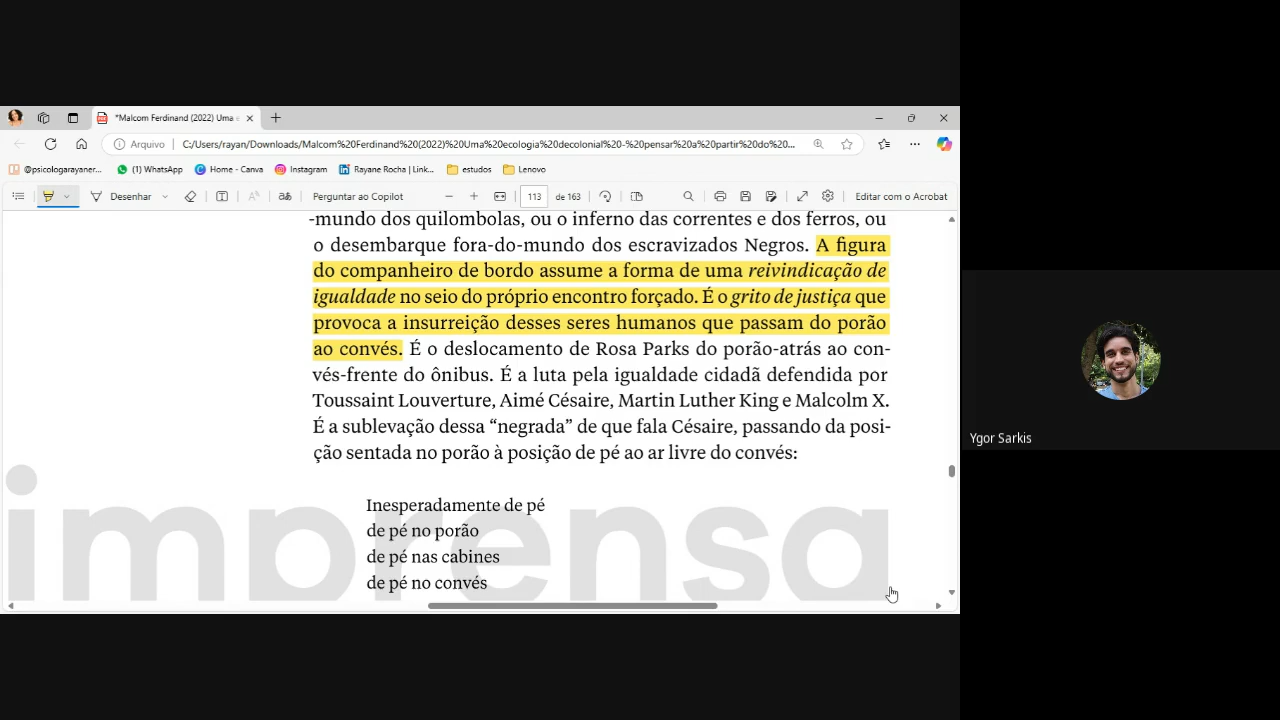 *Malcom Ferdinand (2022) Uma e
Arquivo
C:/Users/rayan/Downloads/Malcom%20Ferdinand%20(2022)%20Uma%20ecologia%20decolonial%20-%20pensar%20a%20partir%20do%20...
@psicologarayaner...
(1) WhatsApp
Home - Canva
Instagram
Rayane Rocha | Link...
estudos
Lenovo
Desenhar
Perguntar ao Copilot
113
de 163
Editar com o Acrobat
-mundo dos quilombolas, ou o inferno das correntes e dos ferros, ou
o desembarque fora-do-mundo dos escravizados Negros. A figura
do companheiro de bordo assume a forma de uma reivindicação de
igualdade no seio do próprio encontro forçado. É o grito de justiça que
provoca a insurreição desses seres humanos que passam do porão
ao convés. É o deslocamento de Rosa Parks do porão-atrás ao con-
vés-frente do ônibus. É a luta pela igualdade cidadã defendida por
Toussaint Louverture, Aimé Césaire, Martin Luther King e Malcolm X.
É a sublevação dessa “negrada” de que fala Césaire, passando da posi-
ção sentada no porão à posição de pé ao ar livre do convés:
Inesperadamente de pé
de pé no porão
de pé nas cabines
de pé no convés
imprensa
Ygor Sarkis